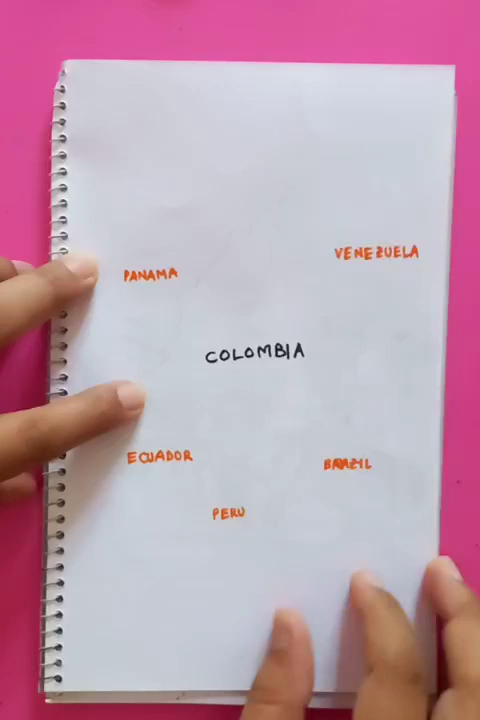 VENEZUELA
PANAMA
COLOMBIA
ECUADOR
BRAZIL
PERU